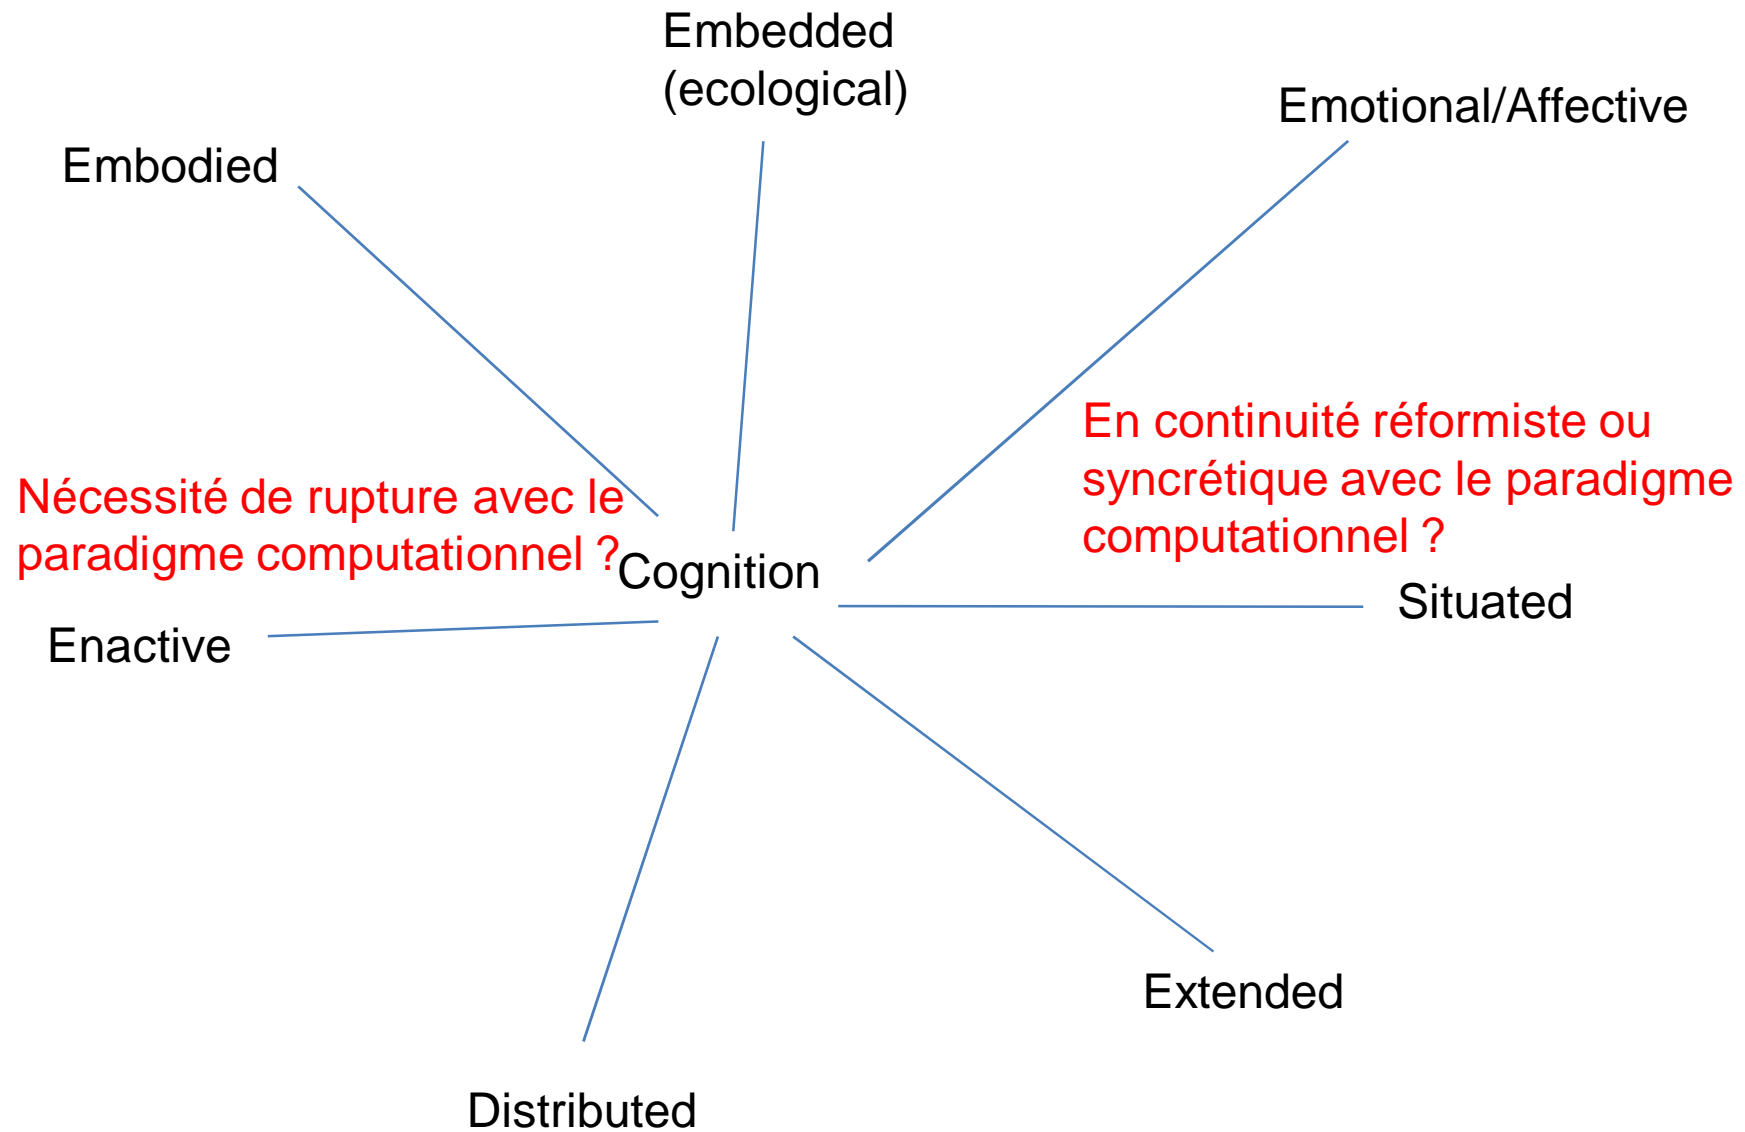 Embedded
(ecological)
Emotional/Affective
Embodied
En continuité réformiste ou
syncrétique avec le paradigme
computationnel ?
Nécessité de rupture avec le
paradigme computationnel ?
Cognition
Situated
Enactive
Extended
Distributed